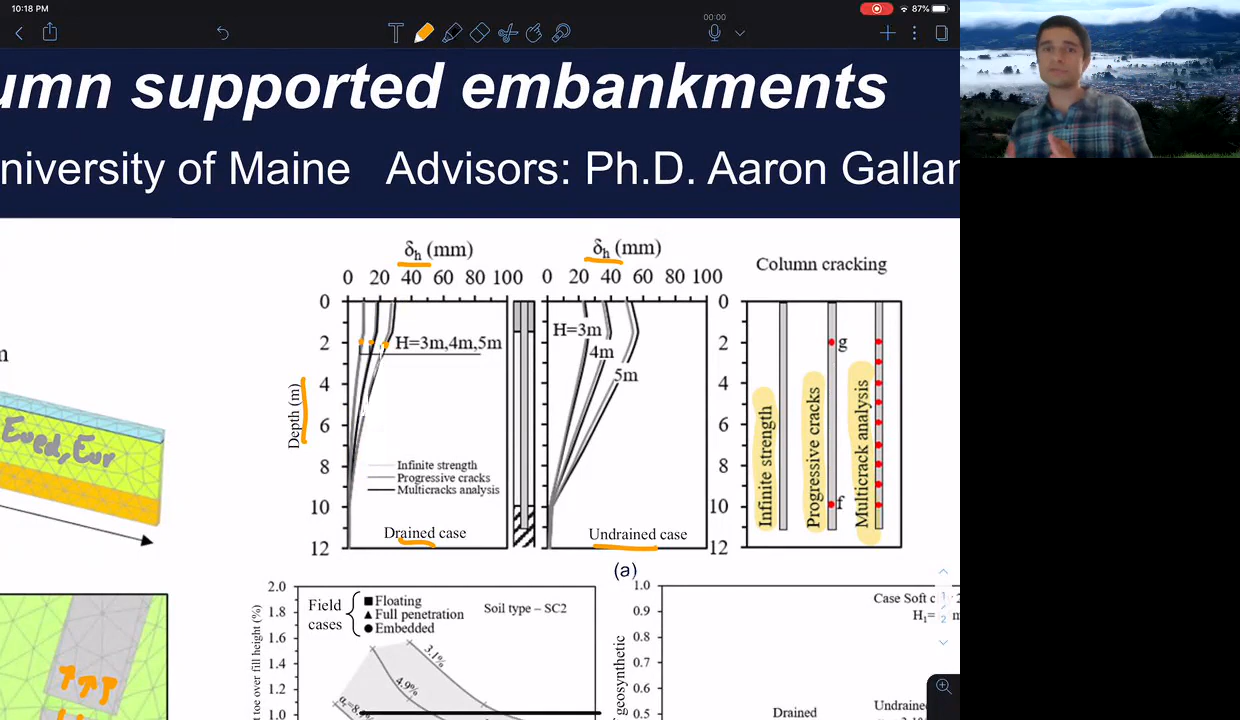 10:18 PM
87%
00:00
umn supported embankments
niversity of Maine Advisors: Ph.D. Aaron Gallan
δh (mm)
0 20 40 60 80 100
δh (mm)
0 20 40 60 80 100
Column cracking
0
2
4
6
8
10
12
Depth (m)
H=3m,4m,5m
Infinite strength
Progressive cracks
Multicracks analysis
Drained case
H=3m
4m
5m
Undrained case
0
2
4
6
8
10
12
Infinite strength
Progressive cracks
Multicrack analysis
g
f
(a)
m
Eoed, Eur
2.0
1.8
1.6
1.4
1.2
1.0
t toe over fill height (%)
Field
cases
Floating
Full penetration
Embedded
Soil type – SC2
3.1%
4.9%
1.0
0.9
0.8
0.7
0.6
0.5
geosynthetic
Case Soft c
2
H1=
m
Drained
Undraine